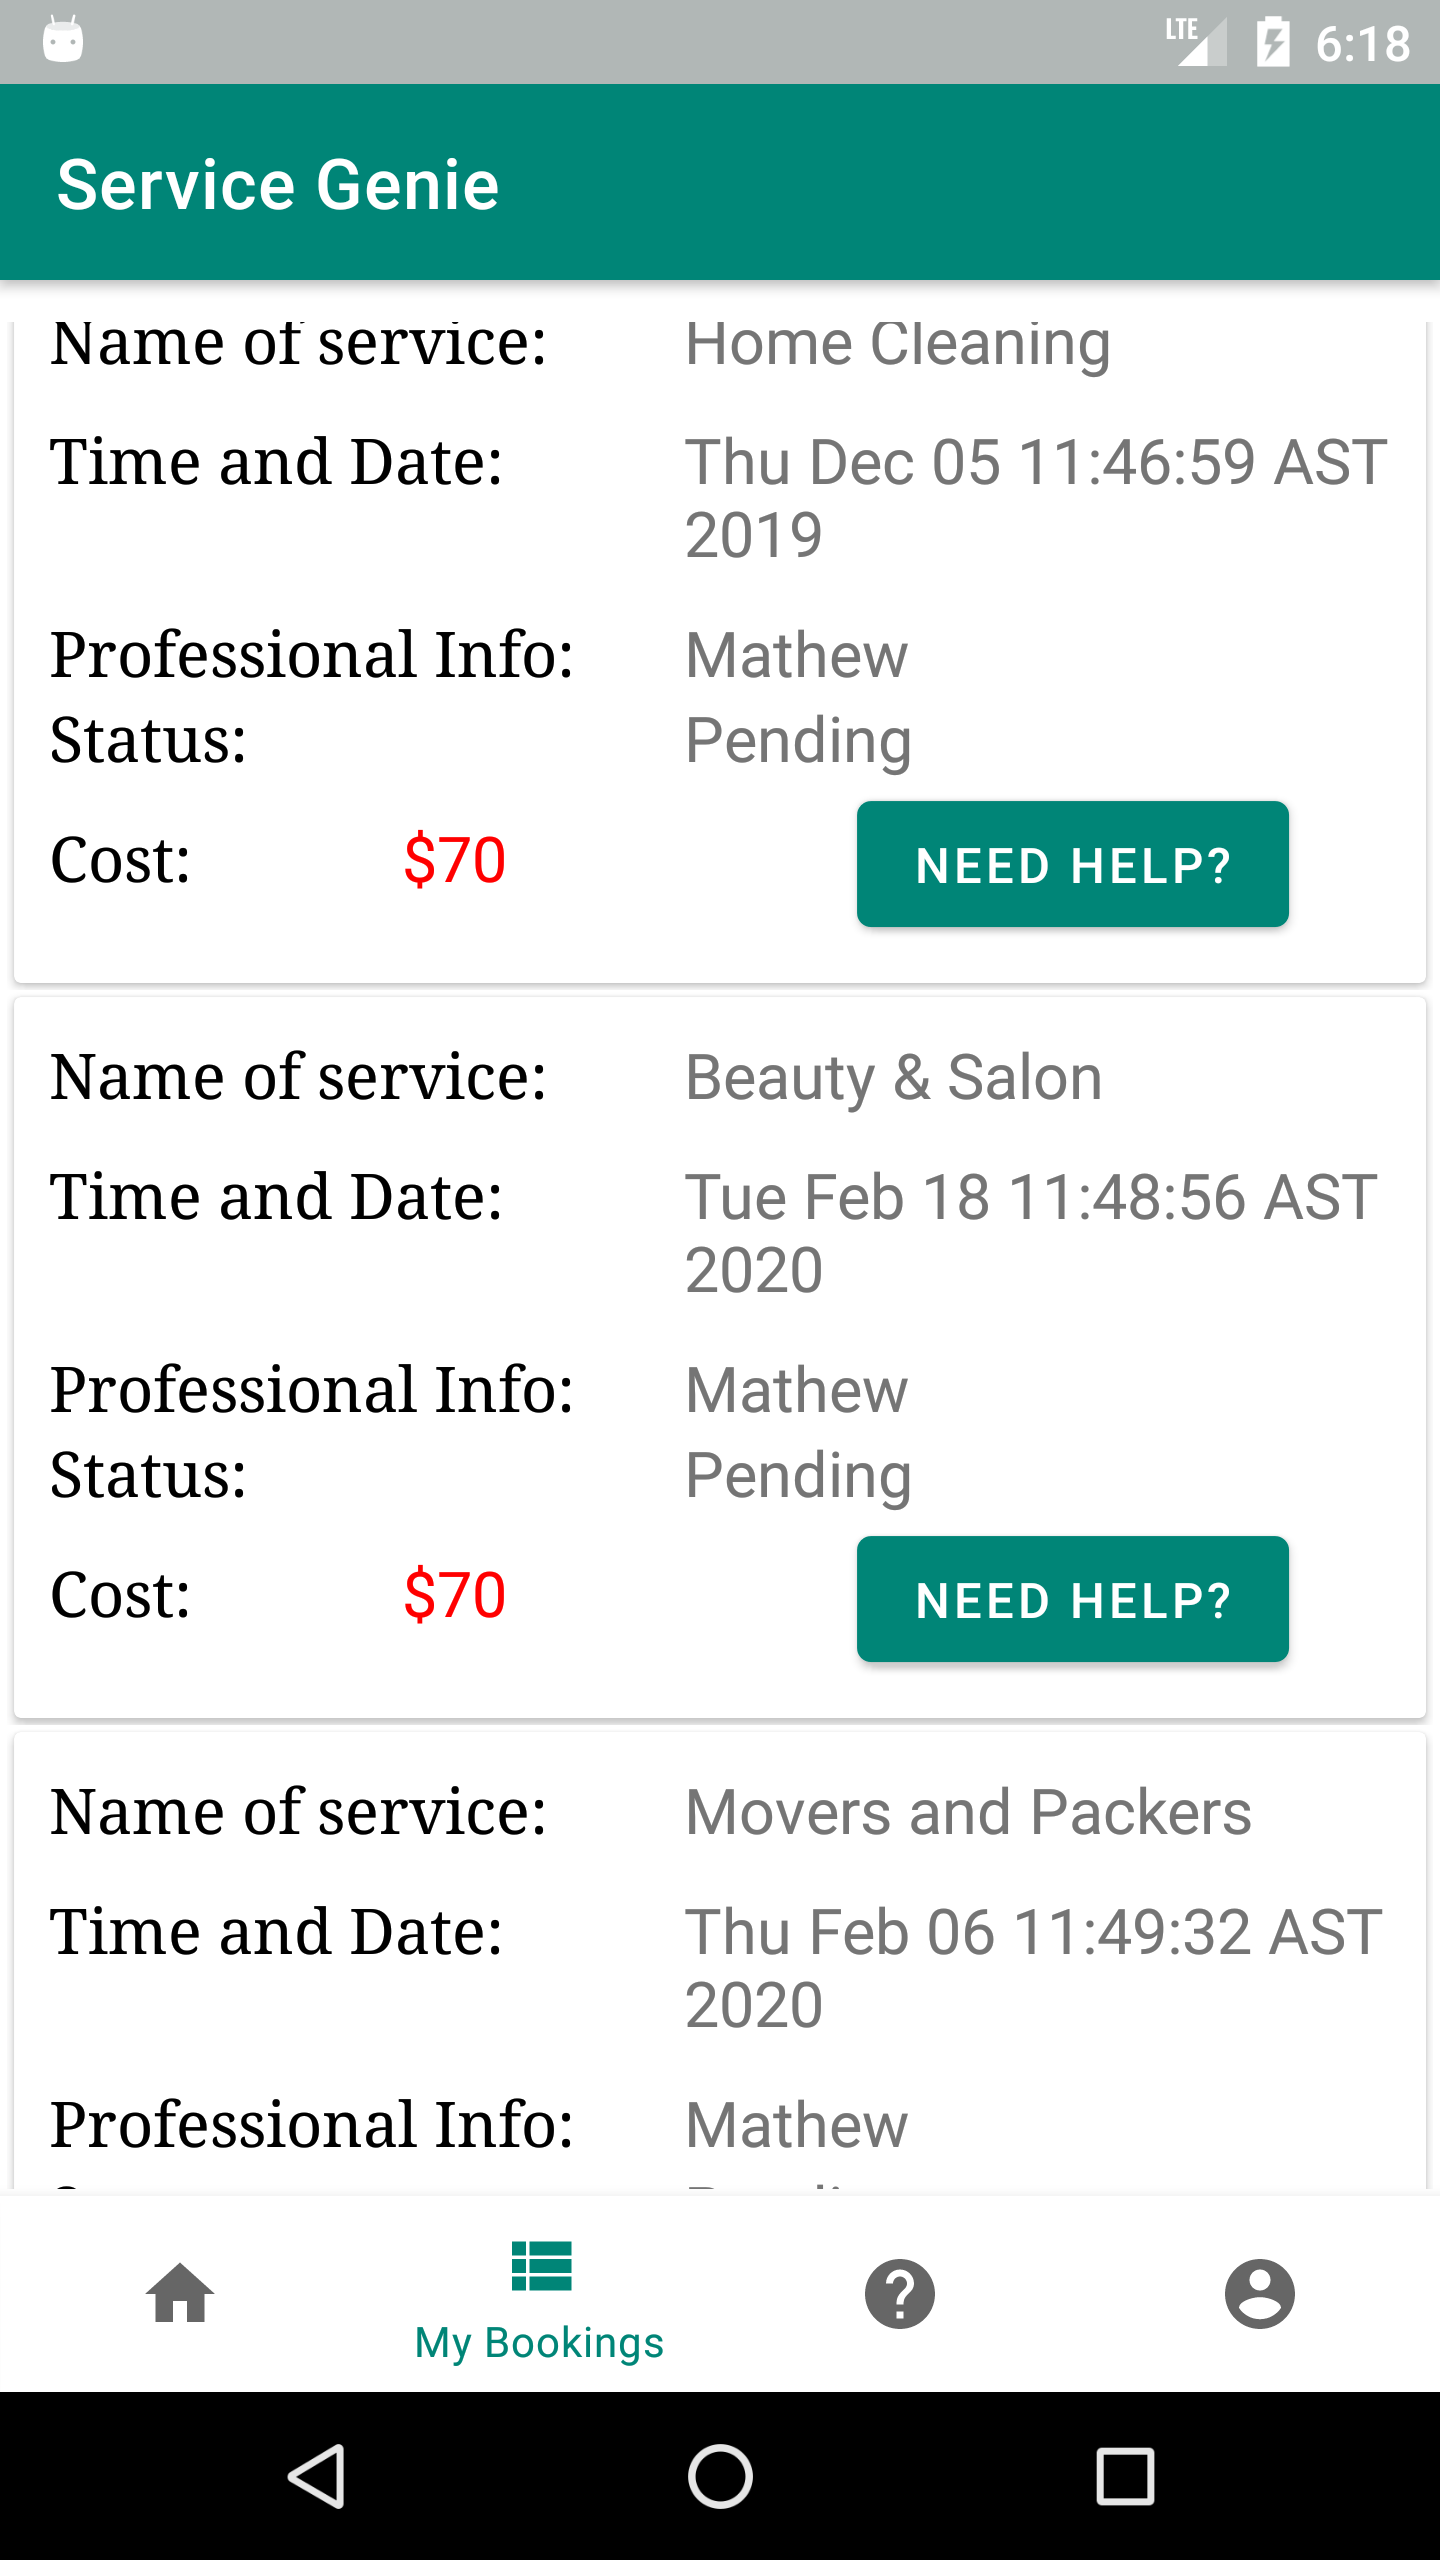 LTE 6:18
Service Genie
Name of service: Home Cleaning
Time and Date: Thu Dec 05 11:46:59 AST
2019
Professional Info: Mathew
Status: Pending
Cost: $70 NEED HELP?
Name of service: Beauty & Salon
Time and Date: Tue Feb 18 11:48:56 AST
2020
Professional Info: Mathew
Status: Pending
Cost: $70 NEED HELP?
Name of service: Movers and Packers
Time and Date: Thu Feb 06 11:49:32 AST
2020
Professional Info: Mathew
My Bookings